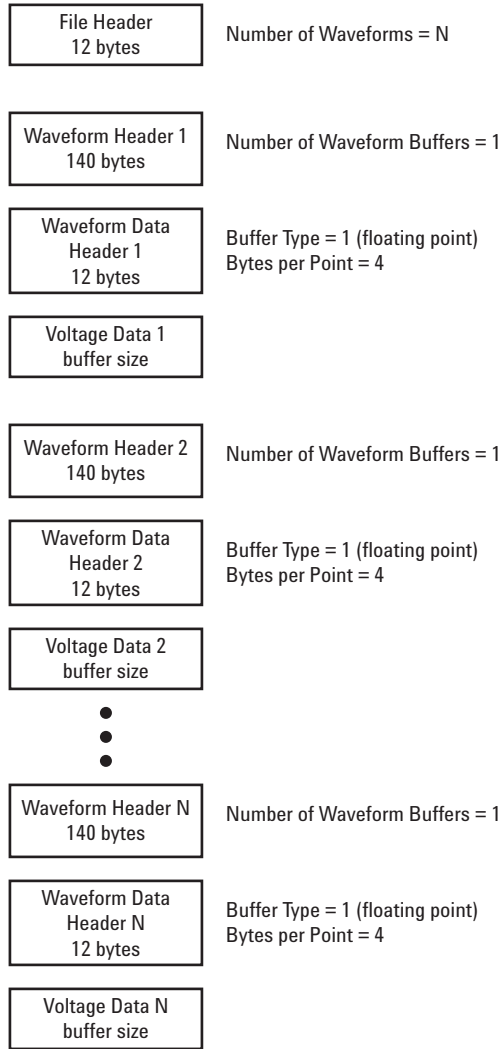 File Header
12 bytes
Number of Waveforms = N
Waveform Header 1
140 bytes
Number of Waveform Buffers = 1
Waveform Data
Header 1
12 bytes
Buffer Type = 1 (floating point)
Bytes per Point = 4
Voltage Data 1
buffer size
Waveform Header 2
140 bytes
Number of Waveform Buffers = 1
Waveform Data
Header 2
12 bytes
Buffer Type = 1 (floating point)
Bytes per Point = 4
Voltage Data 2
buffer size
Waveform Header N
140 bytes
Number of Waveform Buffers = 1
Waveform Data
Header N
12 bytes
Buffer Type = 1 (floating point)
Bytes per Point = 4
Voltage Data N
buffer size